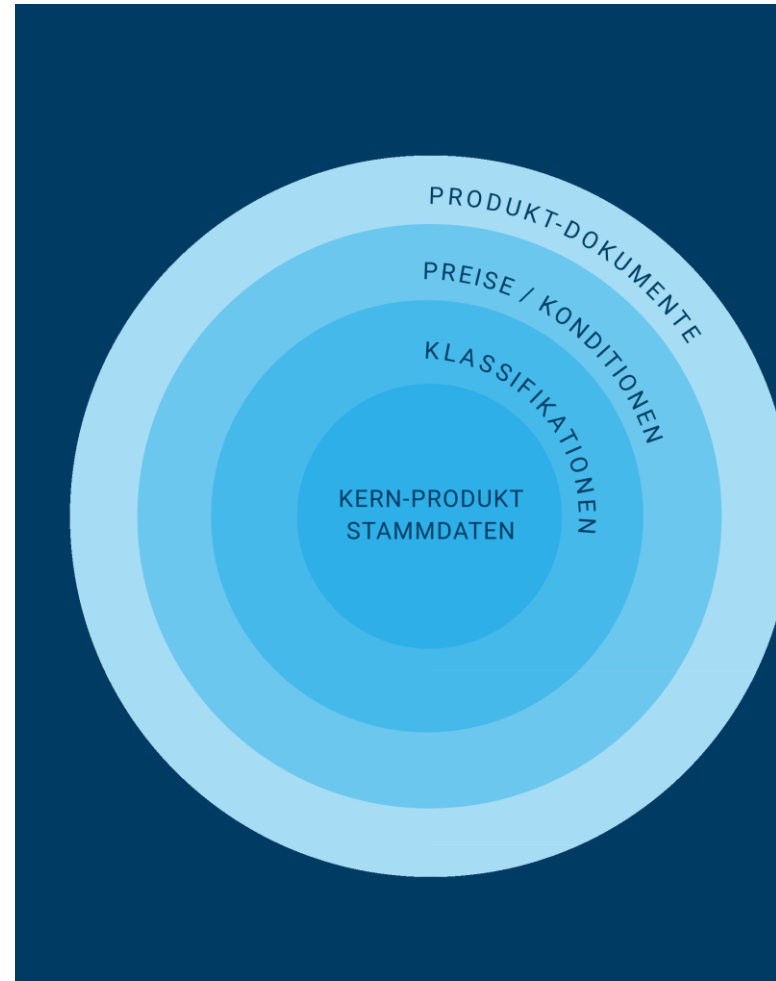 PRODUKT-DOKUMENTE
PREISE / KONDITIONEN
KLASSIFIKATIONEN
KERN-PRODUKT
STAMMDATEN